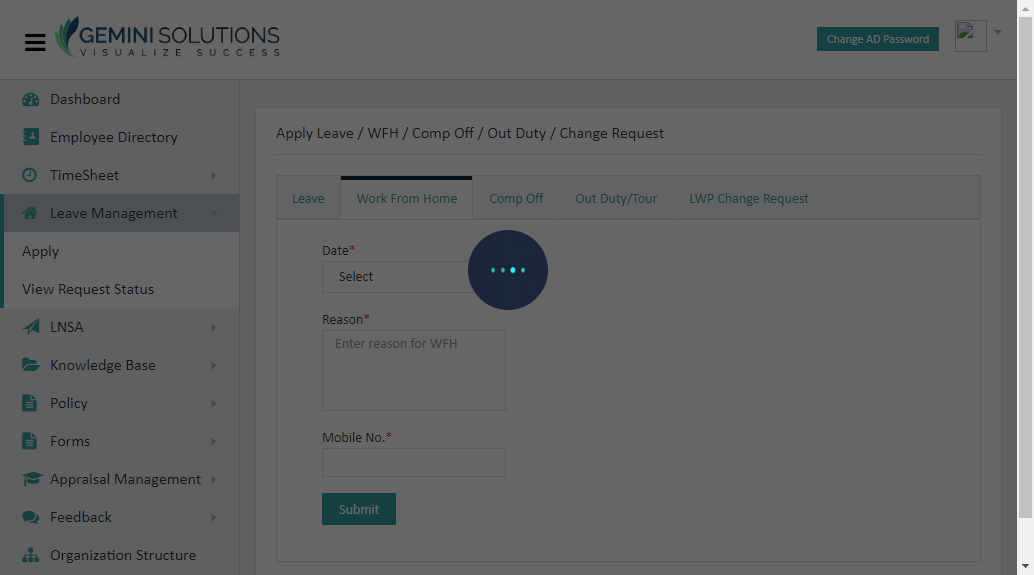 GEMINI SOLUTIONS
VISUALIZE SUCCESS
Change AD Password
Dashboard
Employee Directory
TimeSheet
Leave Management
Apply
View Request Status
LNSA
Knowledge Base
Policy
Forms
Appraisal Management
Feedback
Organization Structure
Apply Leave / WFH / Comp Off / Out Duty / Change Request
Leave Work From Home Comp Off Out Duty/Tour LWP Change Request
Date*
Select
Reason*
Enter reason for WFH
Mobile No.*
Submit